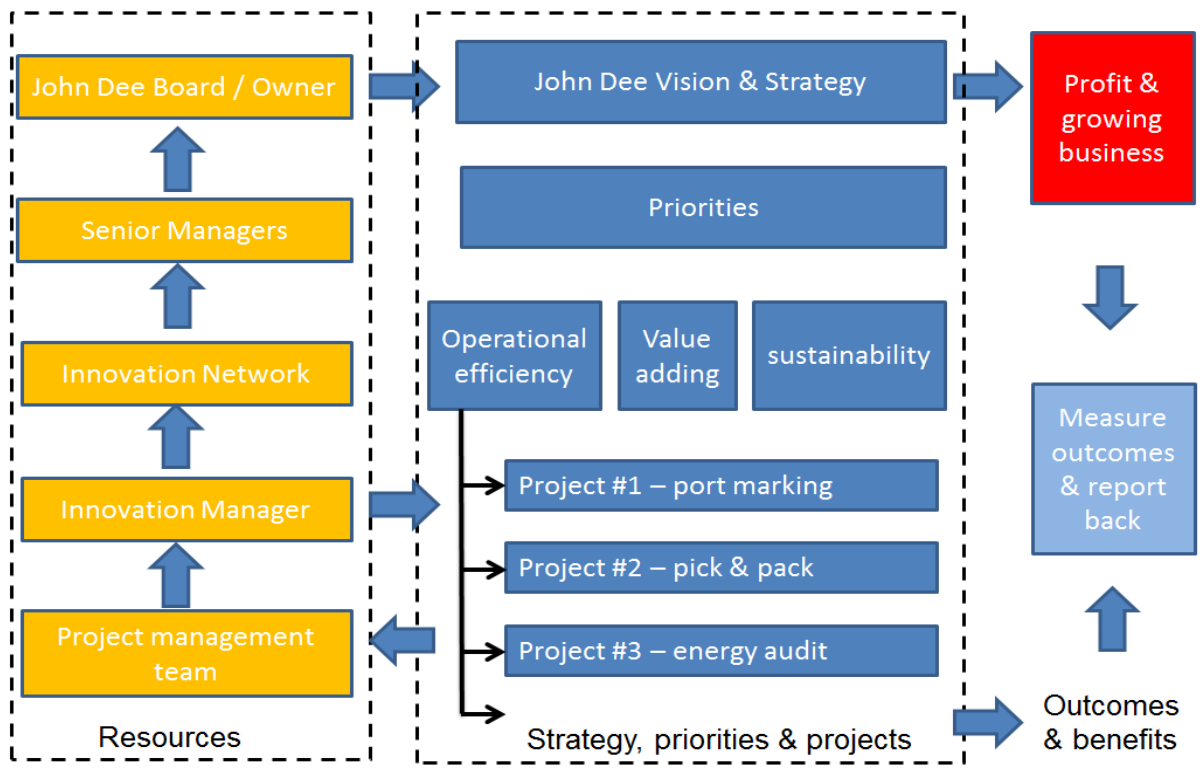 John Dee Board / Owner
Senior Managers
Innovation Network
Innovation Manager
Project management
team
Resources
John Dee Vision & Strategy
Priorities
Operational
efficiency
Value
adding
sustainability
Project #1 – port marking
Project #2 – pick & pack
Project #3 – energy audit
Strategy, priorities & projects
Profit &
growing
business
Measure
outcomes
& report
back
Outcomes
& benefits